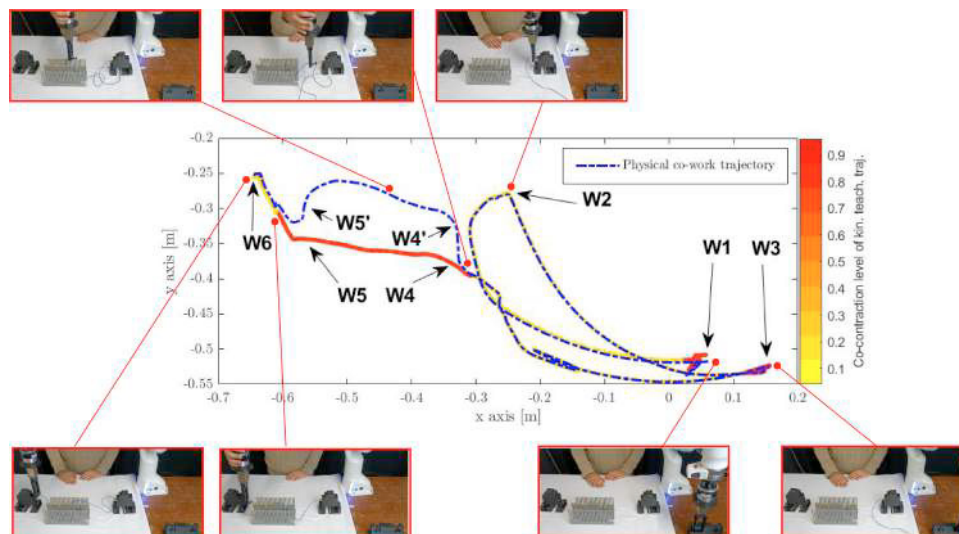 -0.2
-0.25
-0.3
-0.35
-0.4
-0.45
-0.5
-0.55
y axis [m]
Physical co-work trajectory
W5'
W2
W6
W4'
W1
W3
W5
W4
-0.7
-0.6
-0.5
-0.4
-0.3
-0.2
-0.1
0
0.1
0.2
x axis [m]
0.9
0.8
0.7
0.6
0.5
0.4
0.3
0.2
0.1
Co-contraction level of kin. teach. traj.